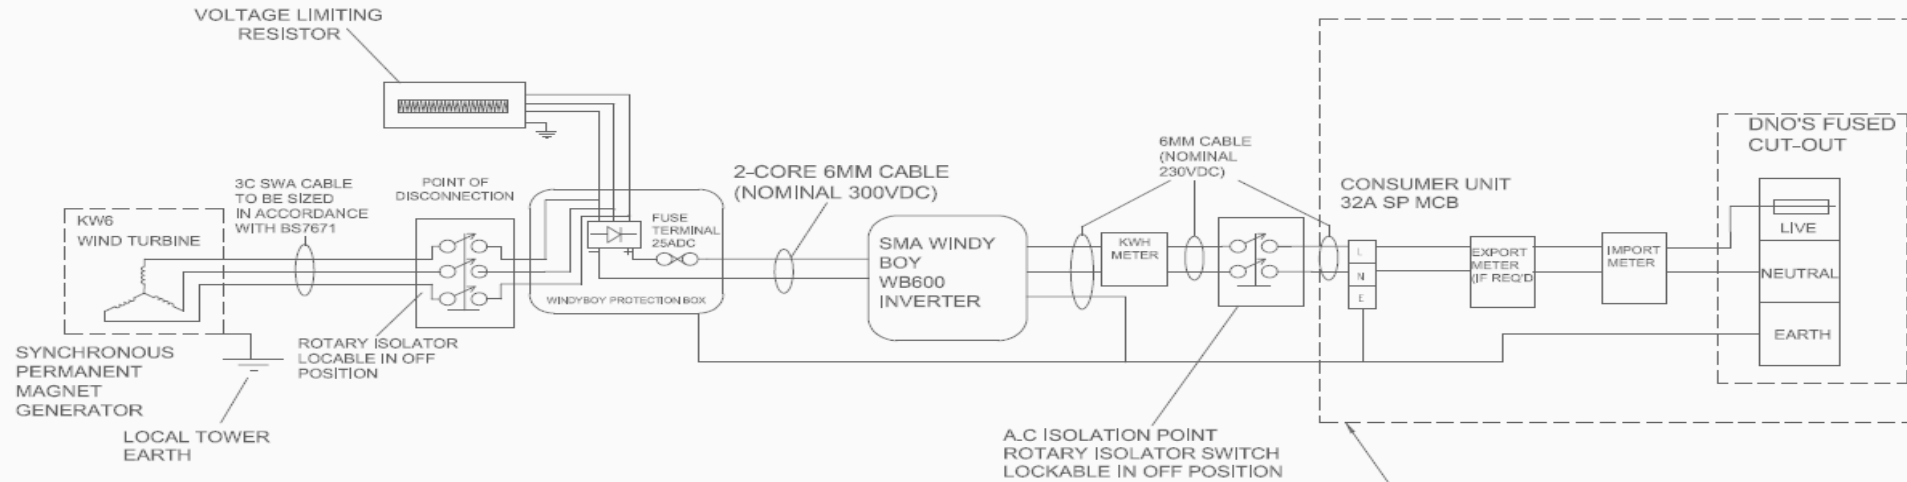 VOLTAGE LIMITING
RESISTOR
3C SWA CABLE
TO BE SIZED
IN ACCORDANCE
WITH BS7671
POINT OF
DISCONNECTION
KW6
WIND TURBINE
SYNCHRONOUS
PERMANENT
MAGNET
GENERATOR
LOCAL TOWER
EARTH
ROTARY ISOLATOR
LOCABLE IN OFF
POSITION
FUSE
TERMINAL
25ADC
WINDYBOY PROTECTION BOX
2-CORE 6MM CABLE
(NOMINAL 300VDC)
SMA WINDY
BOY
WB600
INVERTER
6MM CABLE
(NOMINAL
230VDC)
KWH
METER
A.C ISOLATION POINT
ROTARY ISOLATOR SWITCH
LOCKABLE IN OFF POSITION
CONSUMER UNIT
32A SP MCB
L
N
E
EXPORT
METER
(IF REQ'D
IMPORT
METER
DNO'S FUSED
CUT-OUT
LIVE
NEUTRAL
EARTH